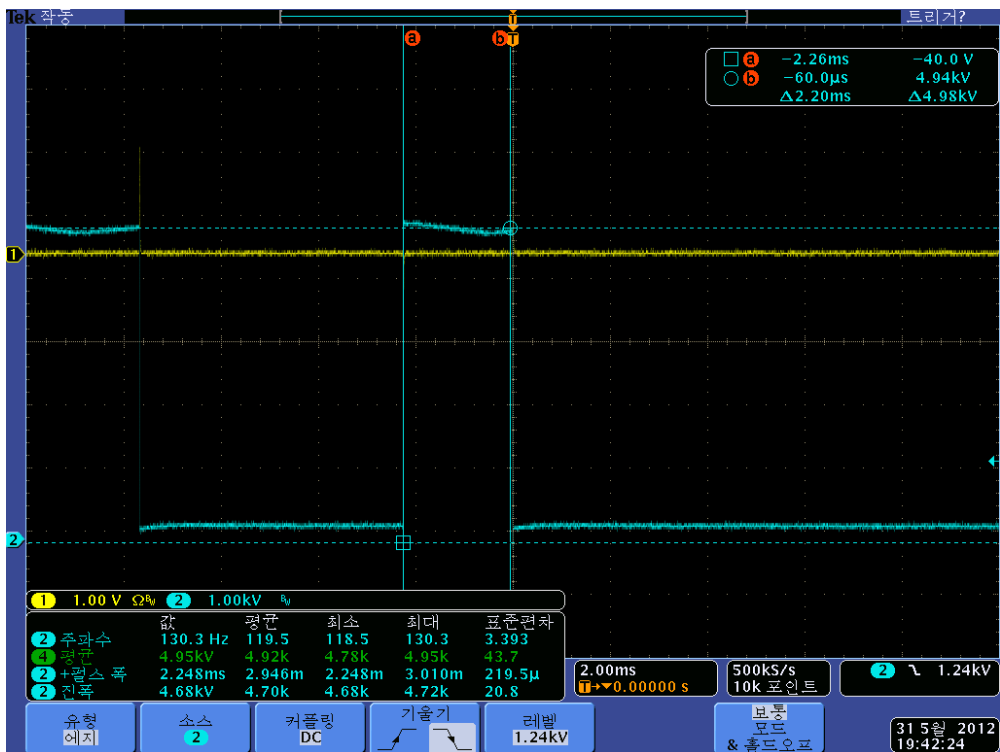 Tek 작동 트리거?
a b T
a −2.26ms −40.0 V
b −60.0µs 4.94kV
Δ2.20ms Δ4.98kV
1
2
1 1.00 V Ω BW 2 1.00kV BW
값 평균 최소 최대 표준편차
2 주파수 130.3 Hz 119.5 118.5 130.3 3.393
4 평균 4.95kV 4.92k 4.78k 4.95k 43.7
2 +펄스 폭 2.248ms 2.946m 2.248m 3.010m 219.5µ
2 진폭 4.68kV 4.70k 4.68k 4.72k 20.8
2.00ms
T→▼0.00000 s
500kS/s
10k 포인트
2 1.24kV
유형
에지
소스
2
커플링
DC
기울기
레벨
1.24kV
보통
모드
& 홀드오프
31 5월 2012
19:42:24